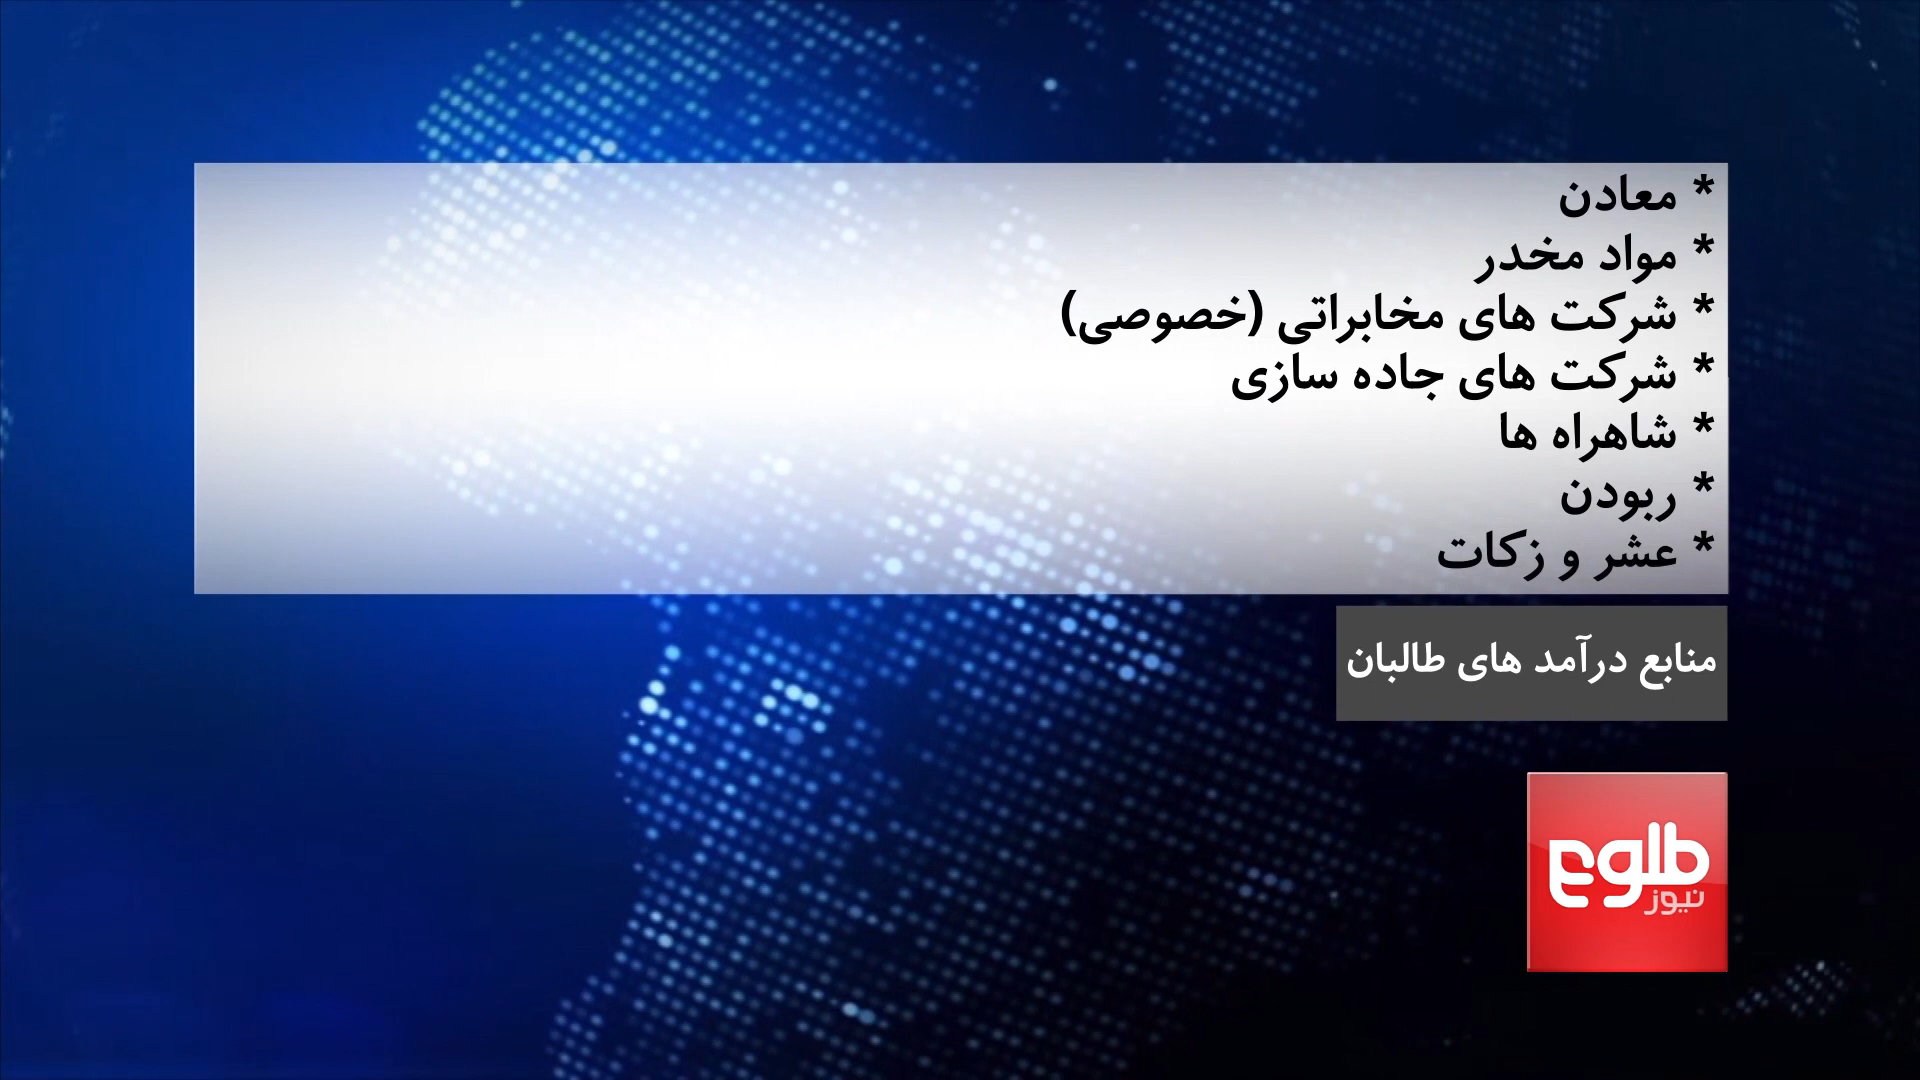 * معادن
* مواد مخدر
* شرکت های مخابراتی (خصوصی)
* شرکت های جاده سازی
* شاهراه ها
* ربودن
* عشر و زکات
منابع درآمد های طالبان
طلوع
نیوز